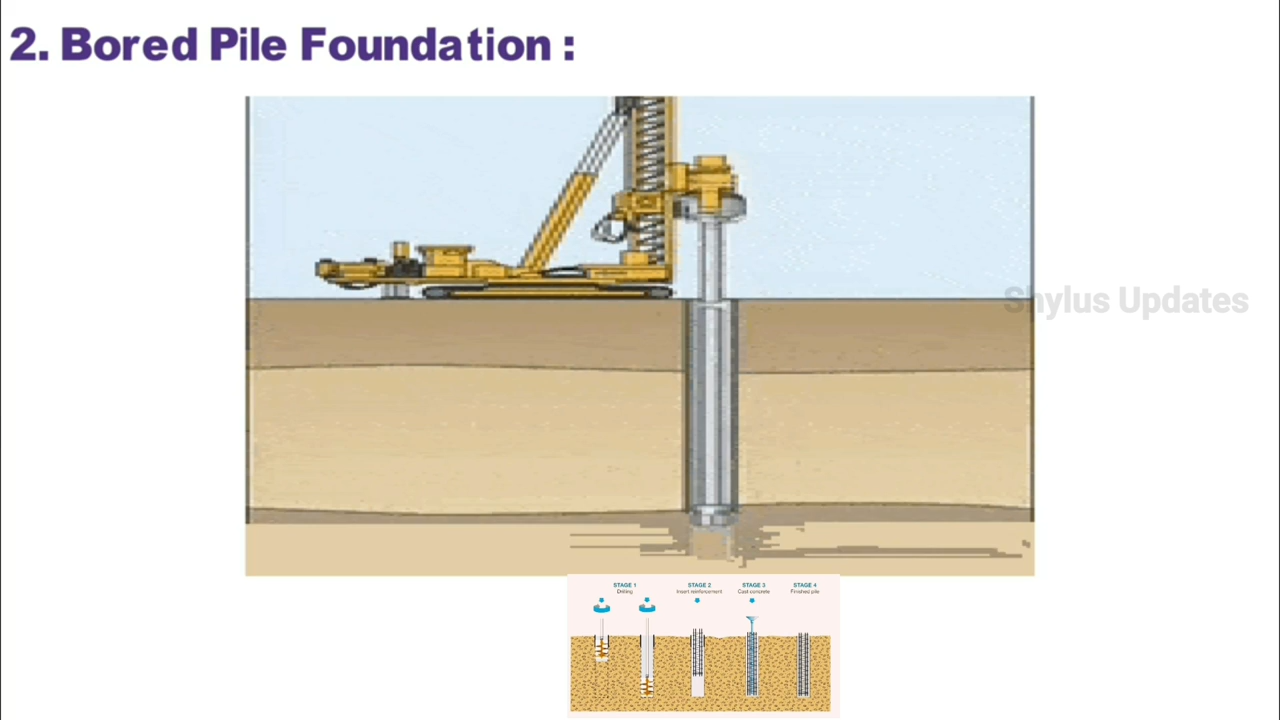 2. Bored Pile Foundation :
Shylus Updates
STAGE 1
Drilling
STAGE 2
Insert reinforcement
STAGE 3
Cast concrete
STAGE 4
Finished pile